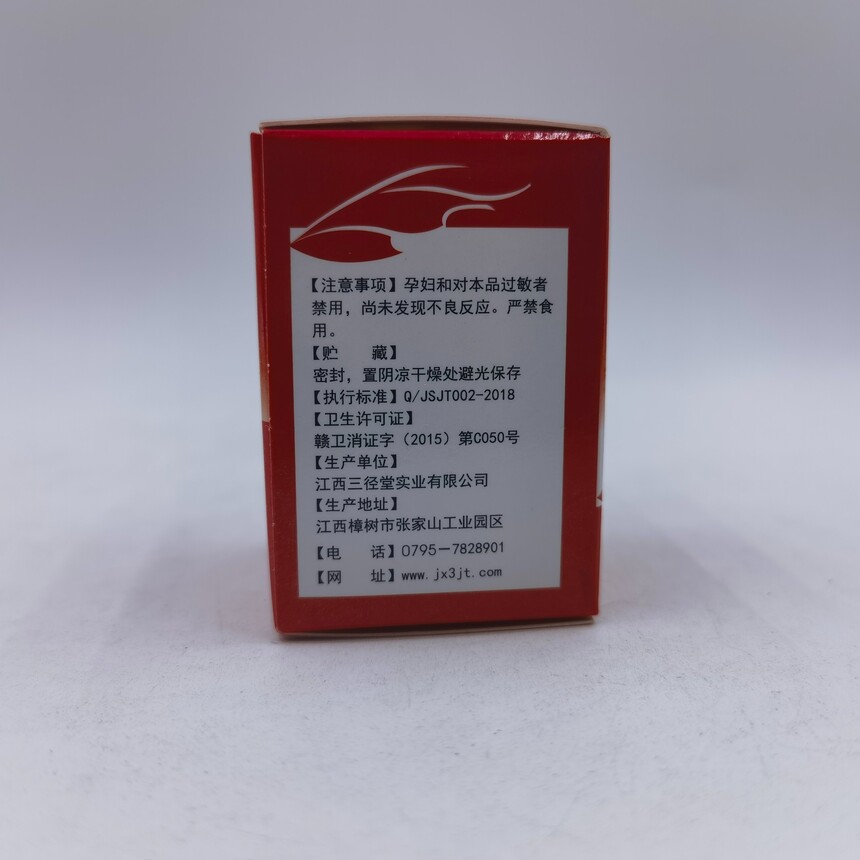 【注意事项】孕妇和对本品过敏者
禁用，尚未发现不良反应。严禁食
用。
【贮　　藏】
密封，置阴凉干燥处避光保存
【执行标准】Q/JSJT002-2018
【卫生许可证】
赣卫消证字（2015）第C050号
【生产单位】
江西三径堂实业有限公司
【生产地址】
江西樟树市张家山工业园区
【电　　话】0795—7828901
【网　　址】www.jx3jt.com